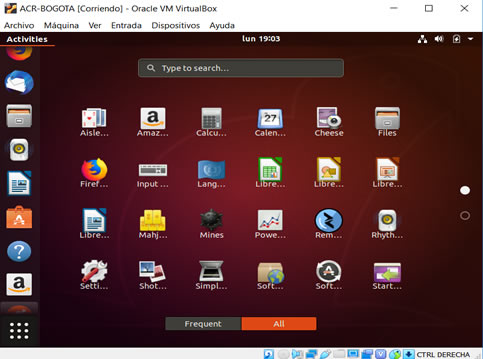 ACR-BOGOTA [Corriendo] - Oracle VM VirtualBox
Archivo Máquina Ver Entrada Dispositivos Ayuda
Activities lun 19:03
Type to search...
Aisle... Amaz... Calcu... Calen... Cheese Files
Firef... Input ... Lang... Libre... Libre... Libre...
Libre... Mahj... Mines Powe... Rem... Rhyth...
Setti... Shot... Simpl... Soft... Soft... Start...
Frequent All
CTRL DERECHA